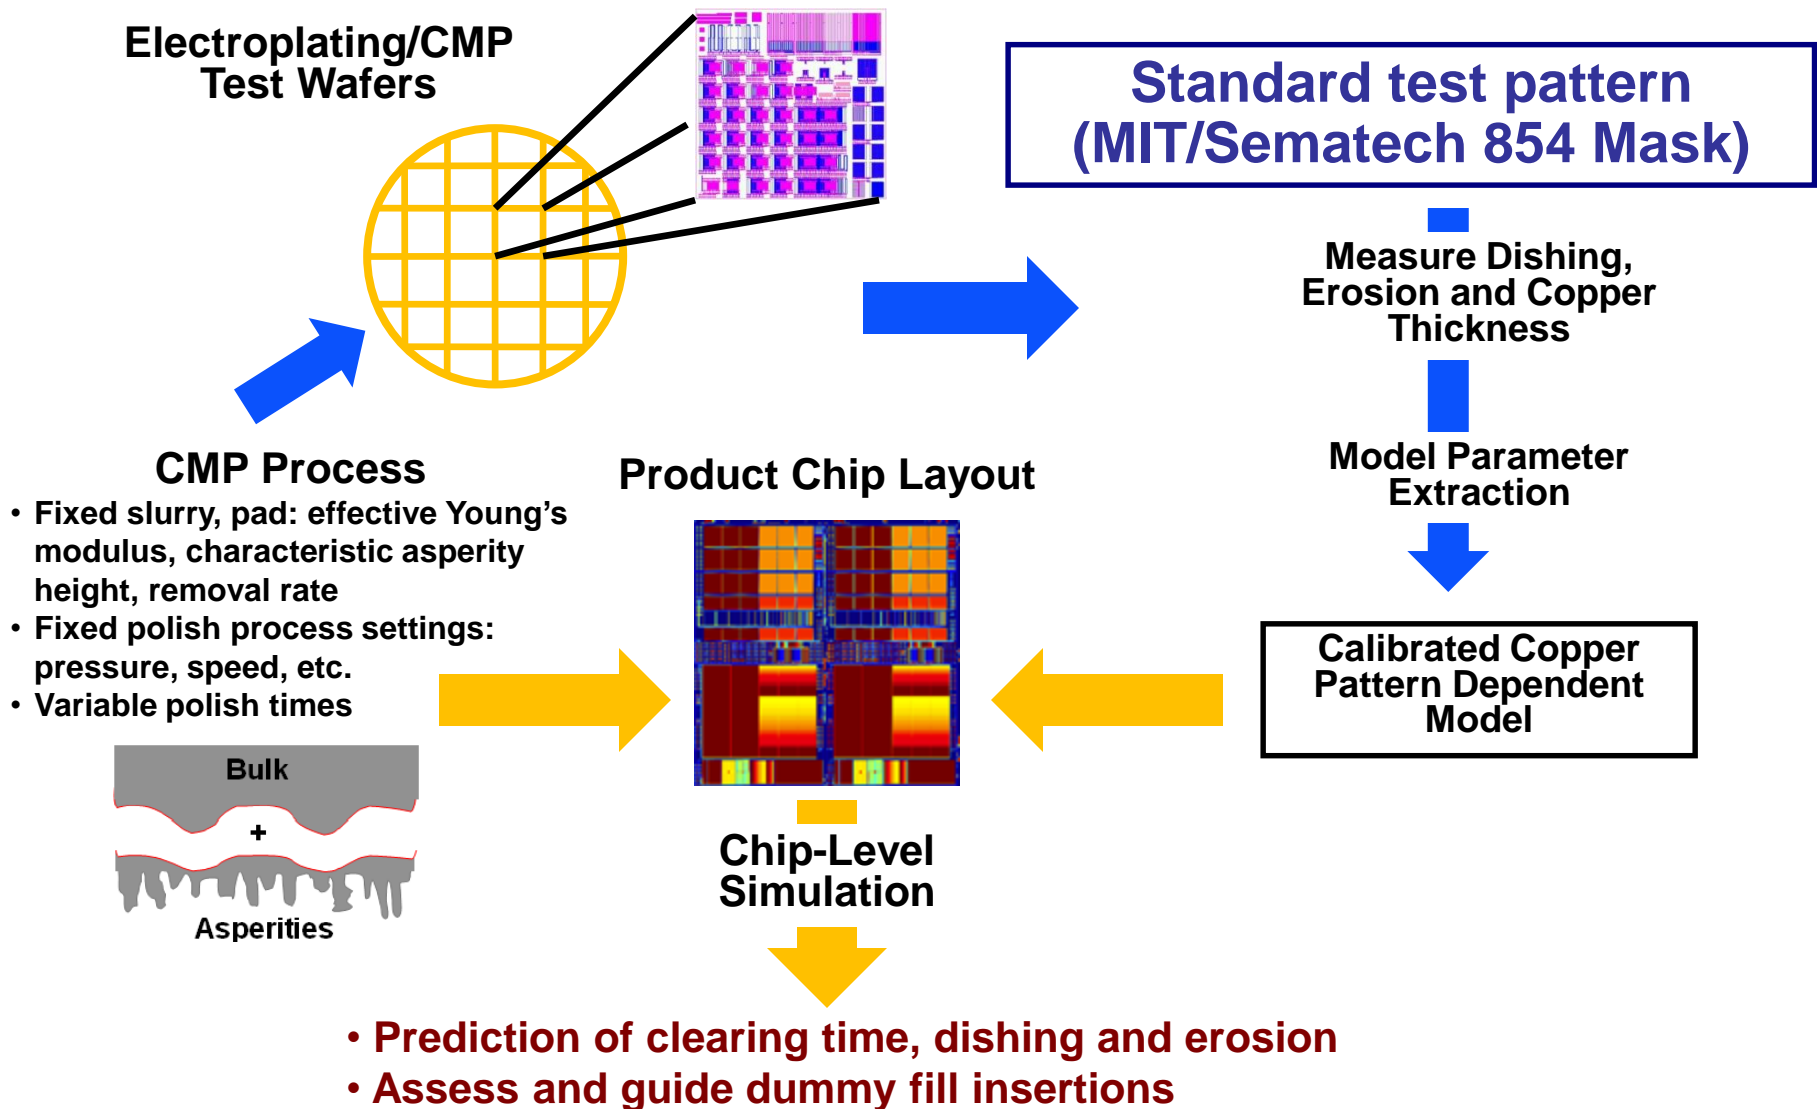 Electroplating/CMP
Test Wafers
Standard test pattern
(MIT/Sematech 854 Mask)
Measure Dishing,
Erosion and Copper
Thickness
Model Parameter
Extraction
Calibrated Copper
Pattern Dependent
Model
CMP Process
• Fixed slurry, pad: effective Young’s
modulus, characteristic asperity
height, removal rate
• Fixed polish process settings:
pressure, speed, etc.
• Variable polish times
Bulk
+
Asperities
Product Chip Layout
Chip-Level
Simulation
• Prediction of clearing time, dishing and erosion
• Assess and guide dummy fill insertions